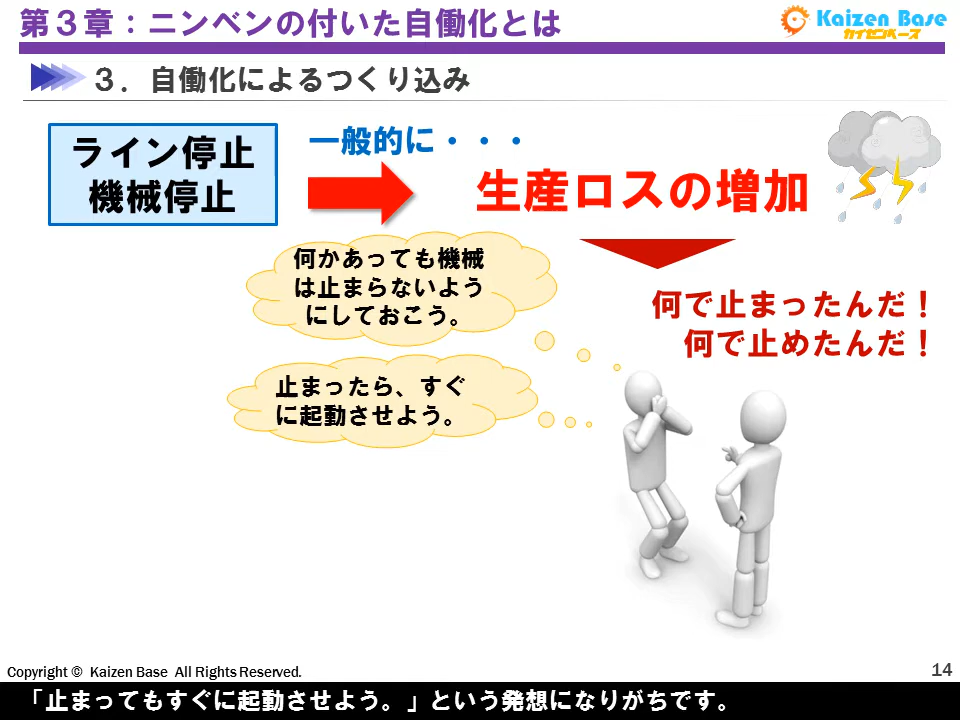 第３章：ニンベンの付いた自働化とは
Kaizen Base
カイゼンベース
３．自働化によるつくり込み
ライン停止
機械停止
一般的に・・・
生産ロスの増加
何かあっても機械
は止まらないよう
にしておこう。
何で止まったんだ！
何で止めたんだ！
止まったら、すぐ
に起動させよう。
Copyright © Kaizen Base All Rights Reserved.
14
「止まってもすぐに起動させよう。」という発想になりがちです。